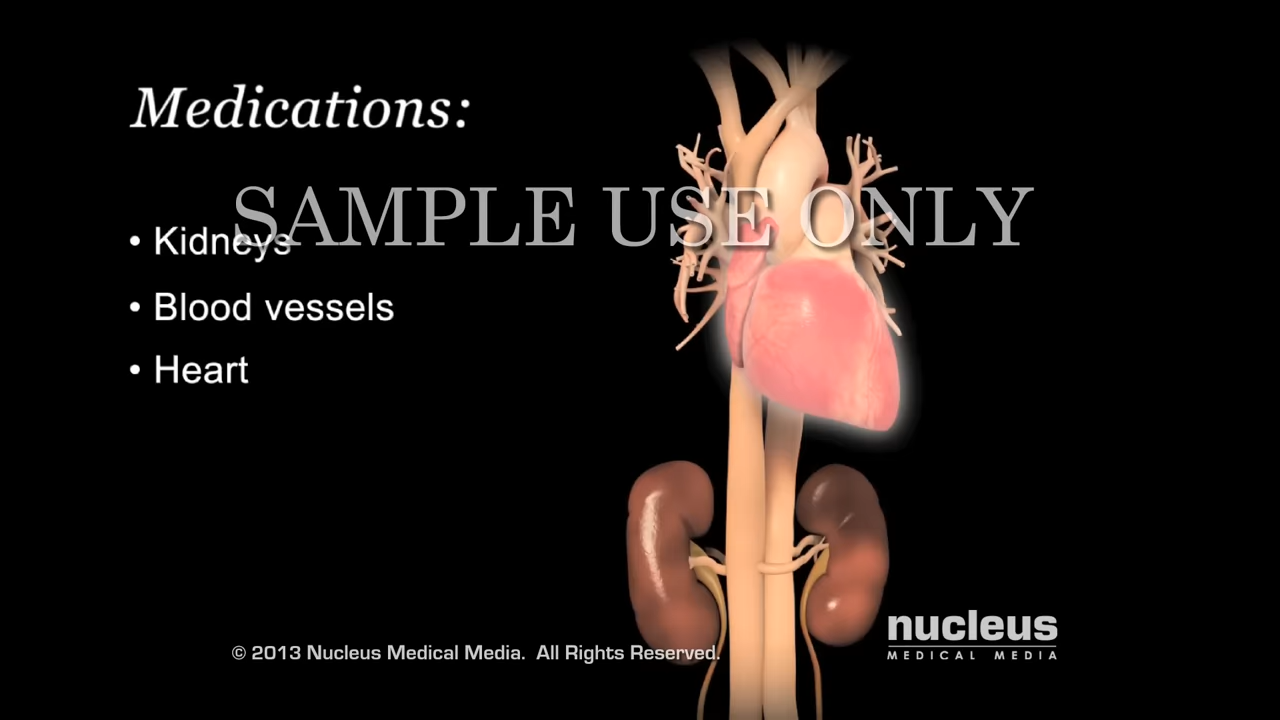 Medications:
SAMPLE USE ONLY
• Kidneys
• Blood vessels
• Heart
nucleus
MEDICAL MEDIA
© 2013 Nucleus Medical Media. All Rights Reserved.